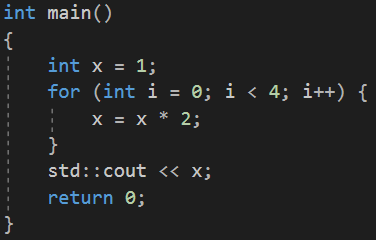 int main()
{
    int x = 1;
    for (int i = 0; i < 4; i++) {
        x = x * 2;
    }
    std::cout << x;
    return 0;
}